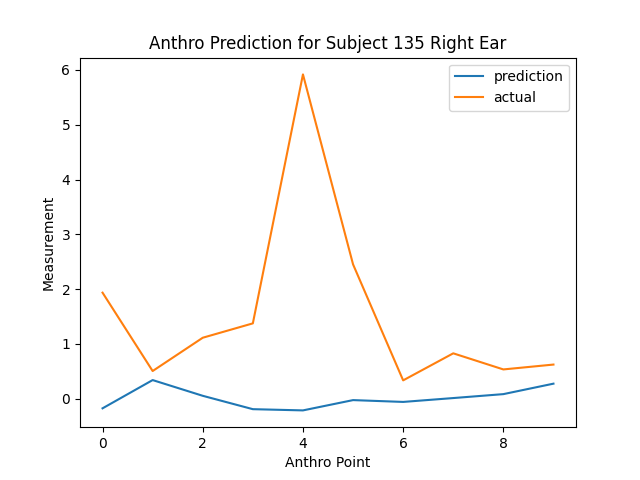 Anthro Prediction for Subject 135 Right Ear
prediction
actual
Measurement
6
5
4
3
2
1
0
0 2 4 6 8
Anthro Point